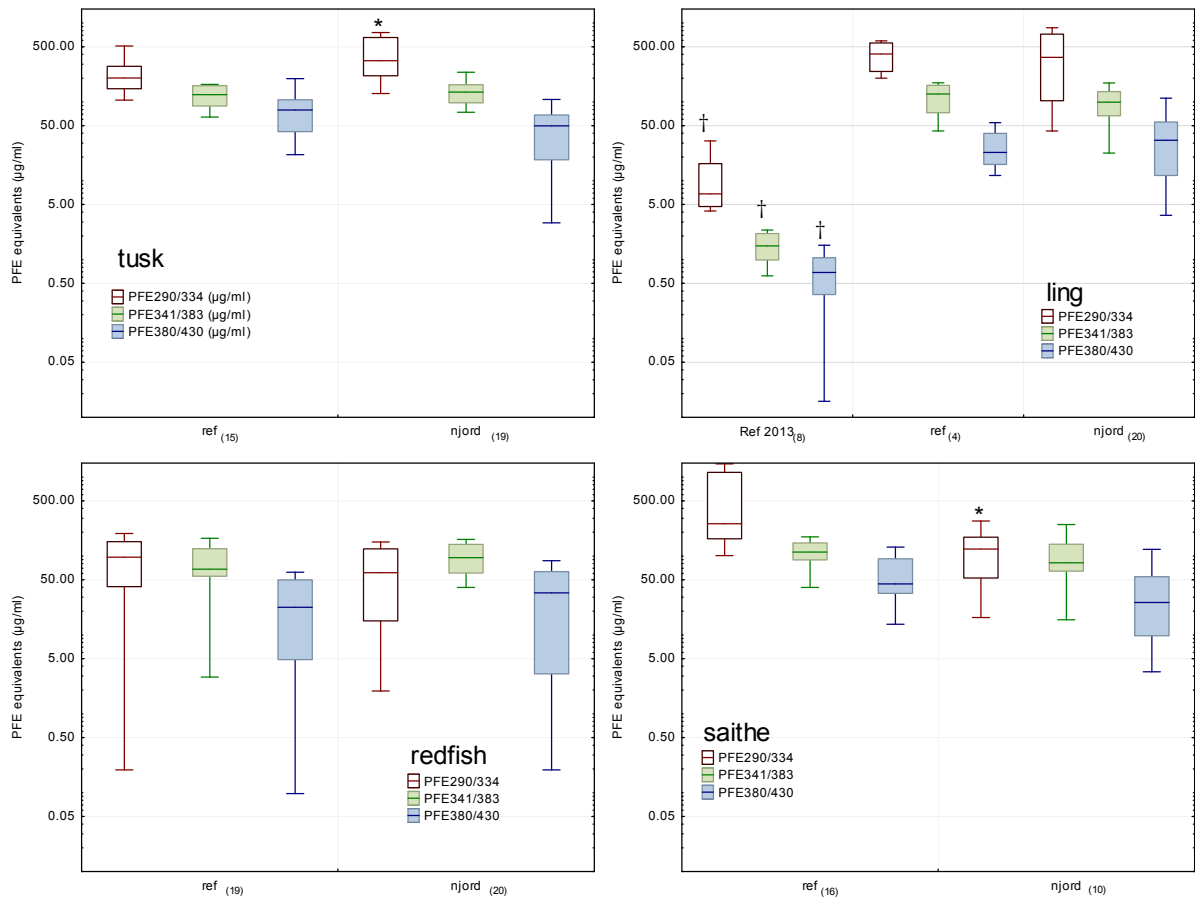 PFE equivalents (µg/ml)
500.00
50.00
5.00
0.50
0.05
*
tusk
PFE290/334 (µg/ml)
PFE341/383 (µg/ml)
PFE380/430 (µg/ml)
ref (15)
njord (19)
PFE equivalents (µg/ml)
500.00
50.00
5.00
0.50
0.05
†
†
†
ling
PFE290/334
PFE341/383
PFE380/430
Ref 2013(8)
ref (4)
njord (20)
PFE equivalents (µg/ml)
500.00
50.00
5.00
0.50
0.05
redfish
PFE290/334
PFE341/383
PFE380/430
ref (19)
njord (20)
PFE equivalents (µg/ml)
500.00
50.00
5.00
0.50
0.05
*
saithe
PFE290/334
PFE341/383
PFE380/430
ref (16)
njord (10)